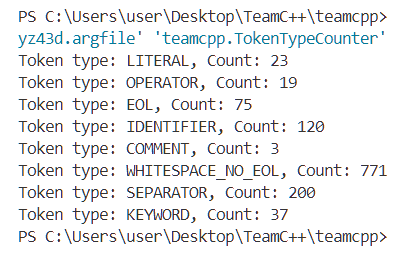 PS C:\Users\user\Desktop\TeamC++\teamcpp>
yz43d.argfile' 'teamcpp.TokenTypeCounter'
Token type: LITERAL, Count: 23
Token type: OPERATOR, Count: 19
Token type: EOL, Count: 75
Token type: IDENTIFIER, Count: 120
Token type: COMMENT, Count: 3
Token type: WHITESPACE_NO_EOL, Count: 771
Token type: SEPARATOR, Count: 200
Token type: KEYWORD, Count: 37
PS C:\Users\user\Desktop\TeamC++\teamcpp>